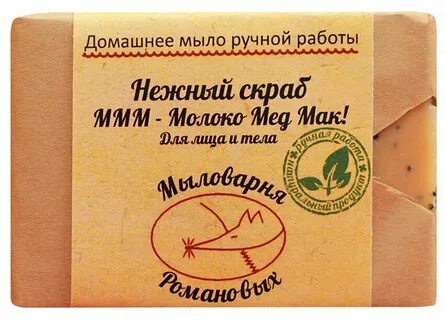 Домашнее мыло ручной работы
Нежный скраб
МММ - Молоко Мед Мак!
Для лица и тела
ручная работа
натуральный продукт
Мыловарня
Романовых